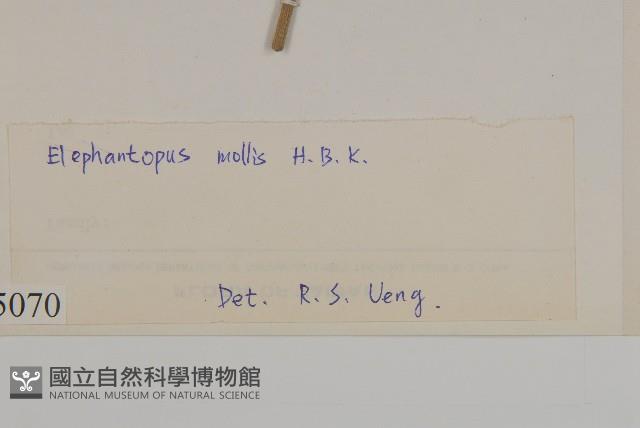 Elephantopus mollis H.B.K.
Det. R.S. Ueng.
5070
國立自然科學博物館
NATIONAL MUSEUM OF NATURAL SCIENCE